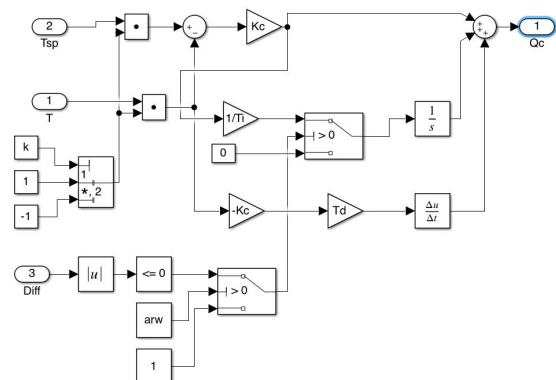 2
Tsp
+
−
Kc
+
+
+
1
Qc
1
T
1/Ti
> 0
1
s
0
k
1
-1
1
*, 2
-Kc
Td
Δu
Δt
3
Diff
|u|
<= 0
> 0
arw
1